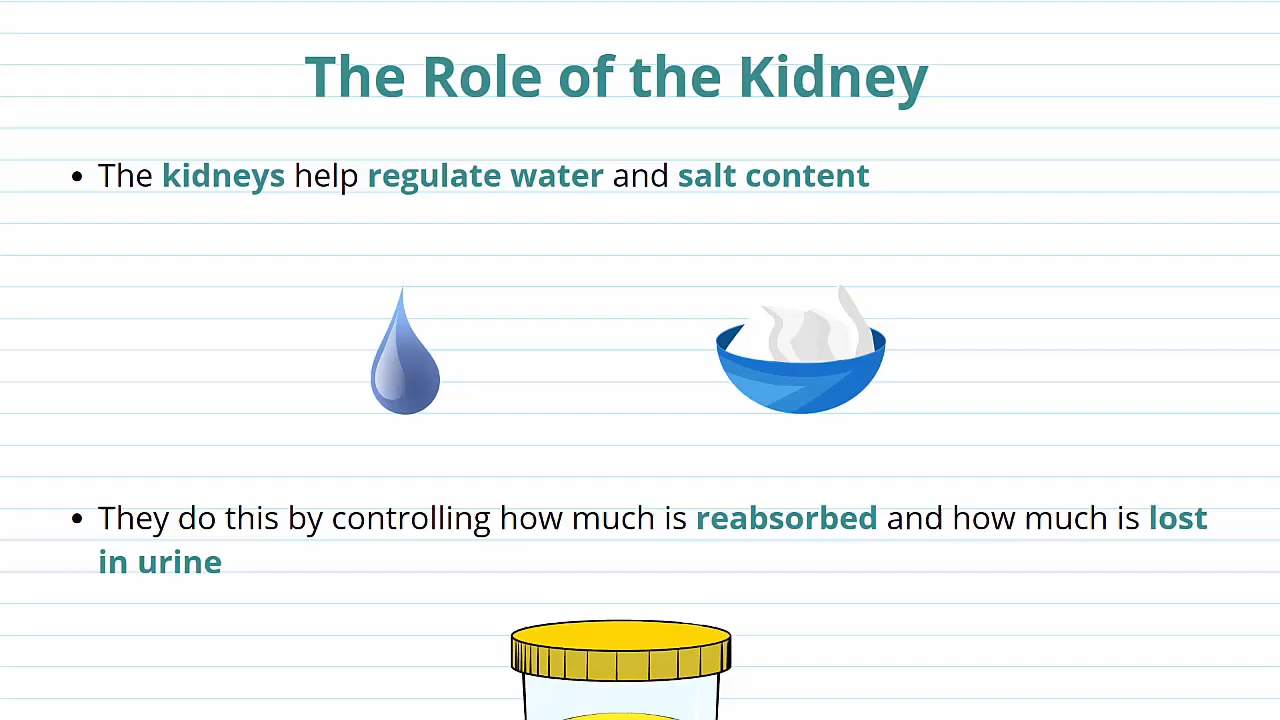 The Role of the Kidney
• The kidneys help regulate water and salt content
• They do this by controlling how much is reabsorbed and how much is lost
in urine